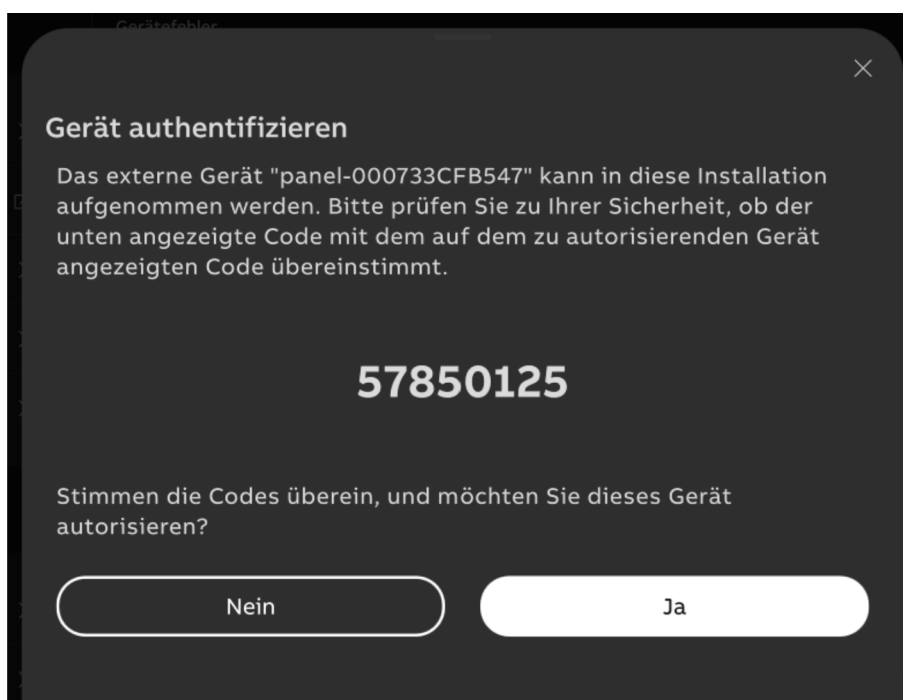 Gerätefehler
Gerät authentifizieren
Das externe Gerät "panel-000733CFB547" kann in diese Installation
aufgenommen werden. Bitte prüfen Sie zu Ihrer Sicherheit, ob der
unten angezeigte Code mit dem auf dem zu autorisierenden Gerät
angezeigten Code übereinstimmt.
57850125
Stimmen die Codes überein, und möchten Sie dieses Gerät
autorisieren?
Nein
Ja